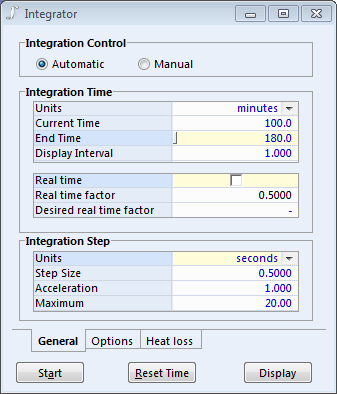 Integrator
Integration Control
Automatic Manual
Integration Time
Units minutes
Current Time 100.0
End Time 180.0
Display Interval 1.000
Real time
Real time factor 0.5000
Desired real time factor -
Integration Step
Units seconds
Step Size 0.5000
Acceleration 1.000
Maximum 20.00
General Options Heat loss
Start Reset Time Display